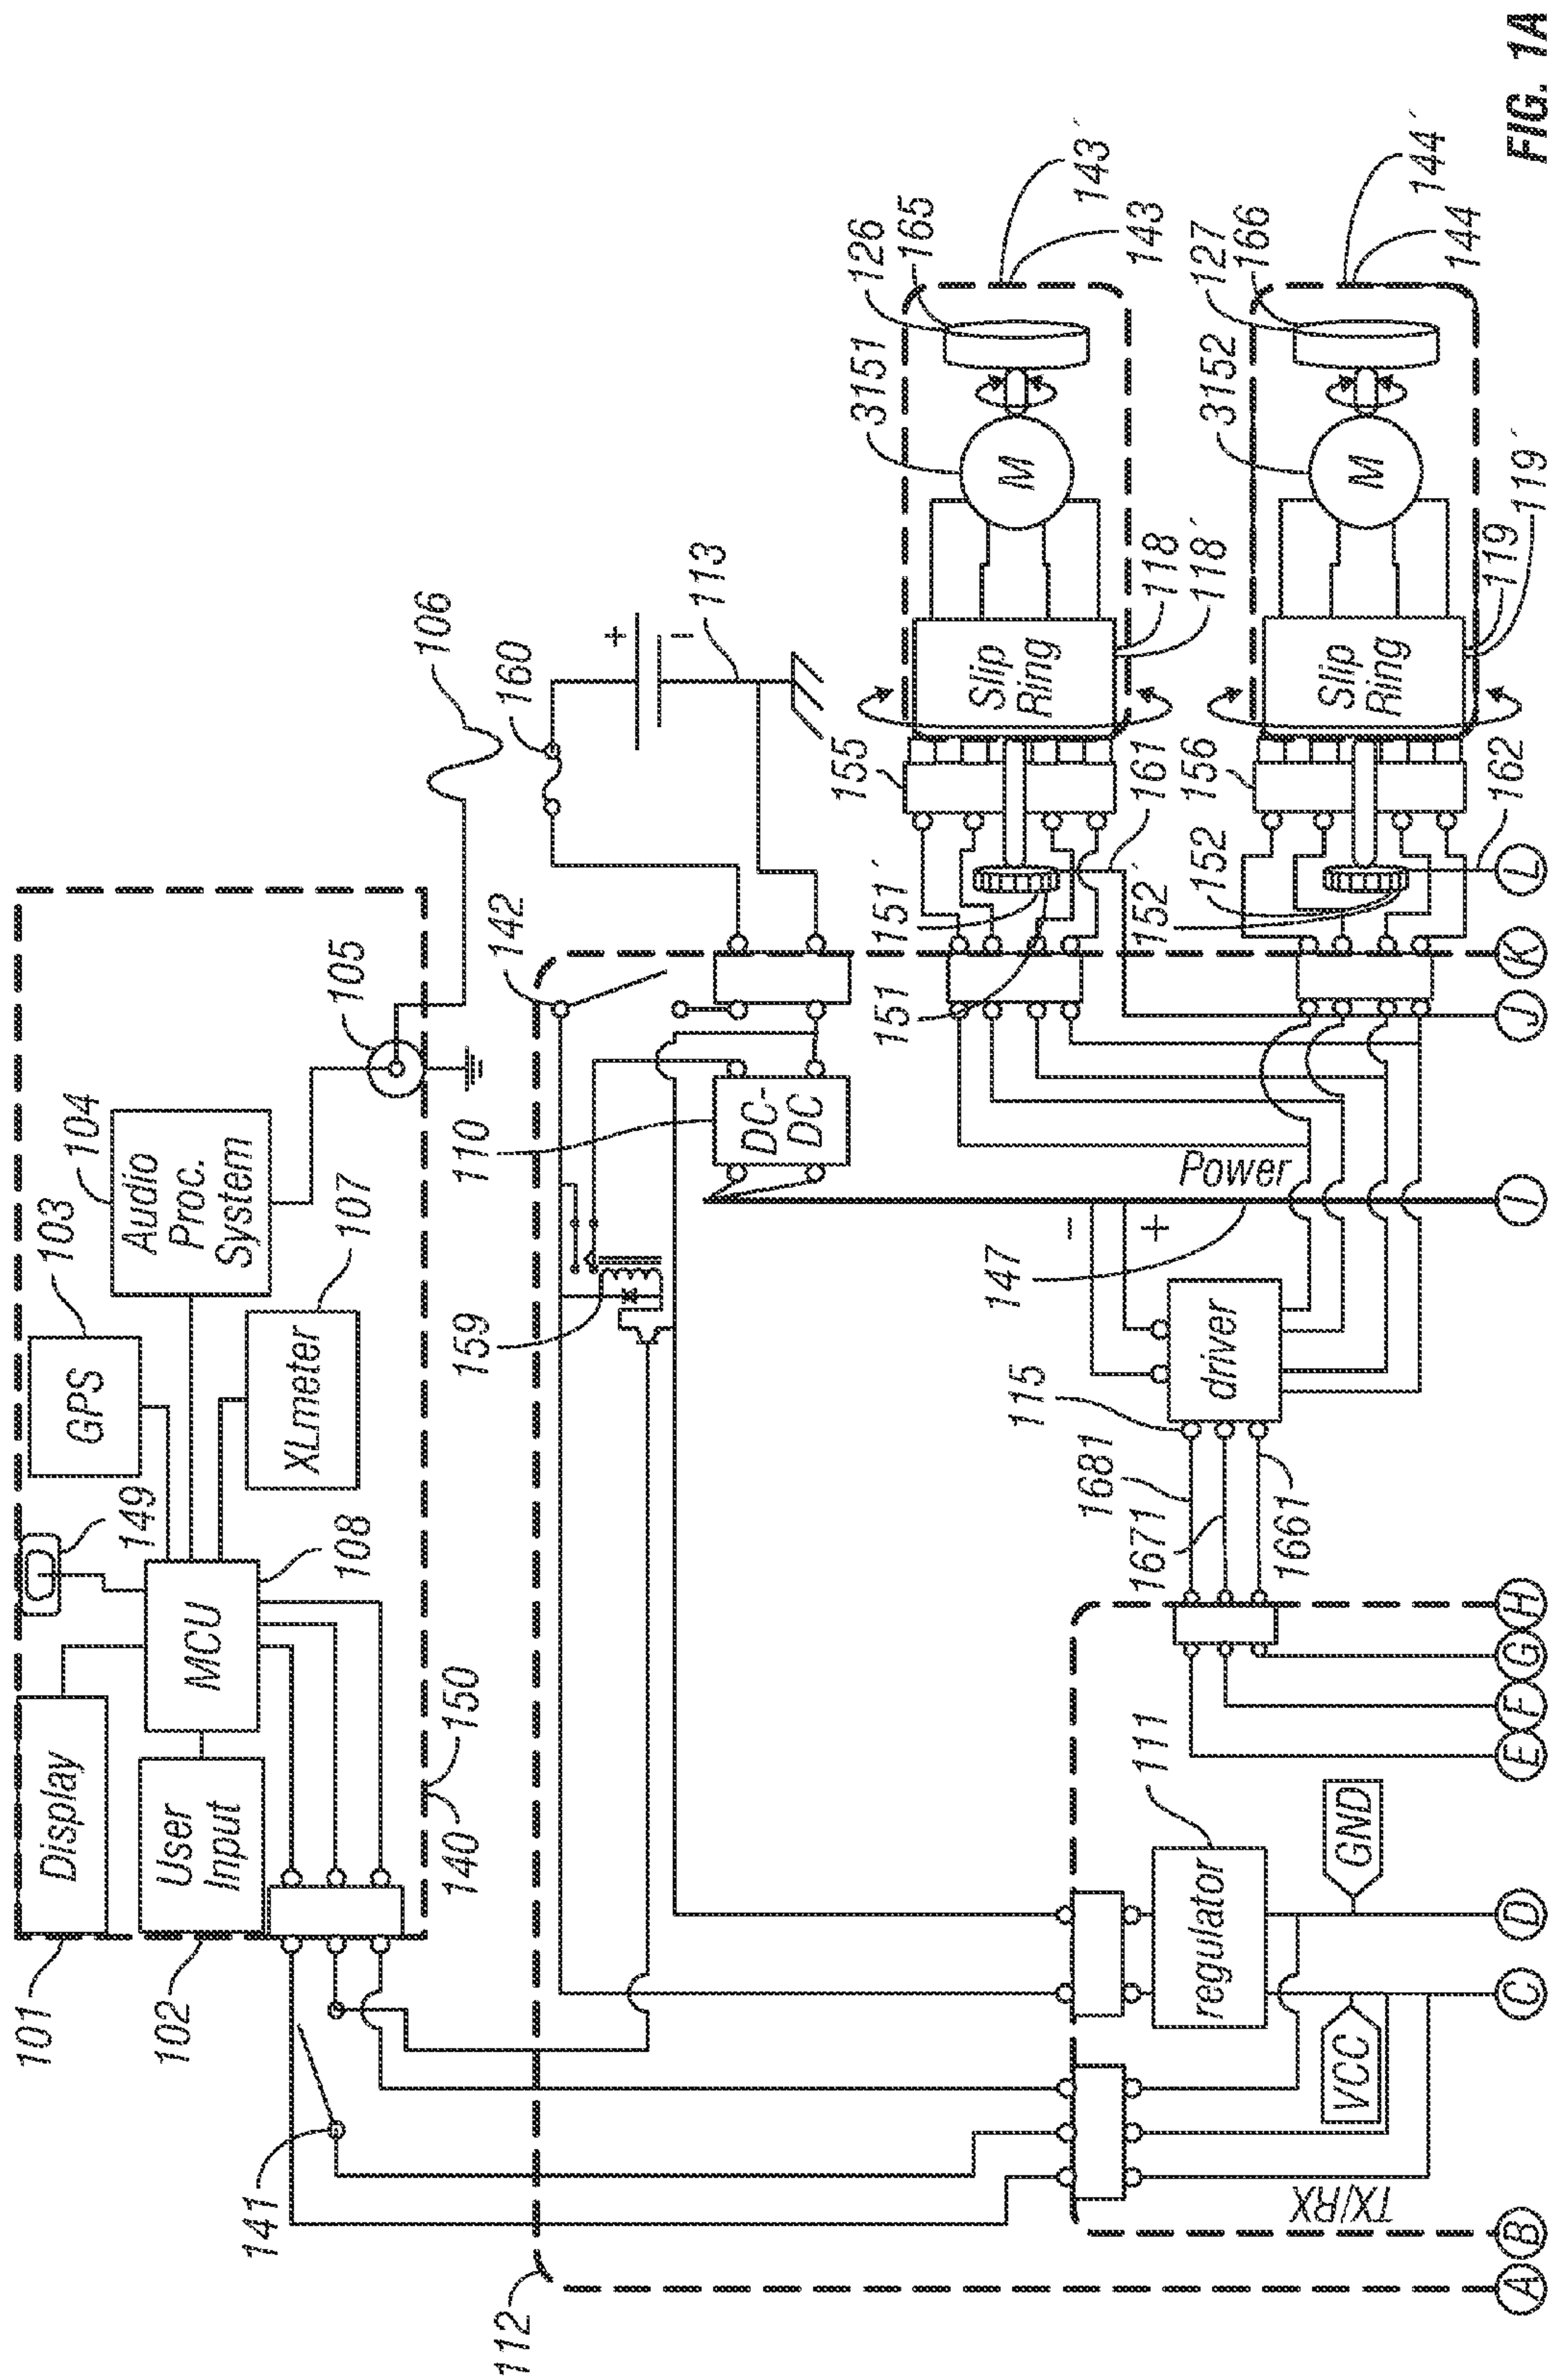 101
Display
102
User
Input
149
MCU
108
103
GPS
104
Audio
Proc.
System
XLmeter
107
105
106
140
150
141
112
142
160
+
−
113
110
DC-
DC
159
155
Slip
Ring
118
118´
3151
M
126
165
143´
143
151´
151
161
156
Slip
Ring
119
119´
3152
M
127
166
144´
144
152´
152
162
Power
−
+
147
driver
115
1681
1671
1661
111
regulator
GND
VCC
TX/RX
A
B
C
D
E
F
G
H
I
J
K
L
FIG. 1A